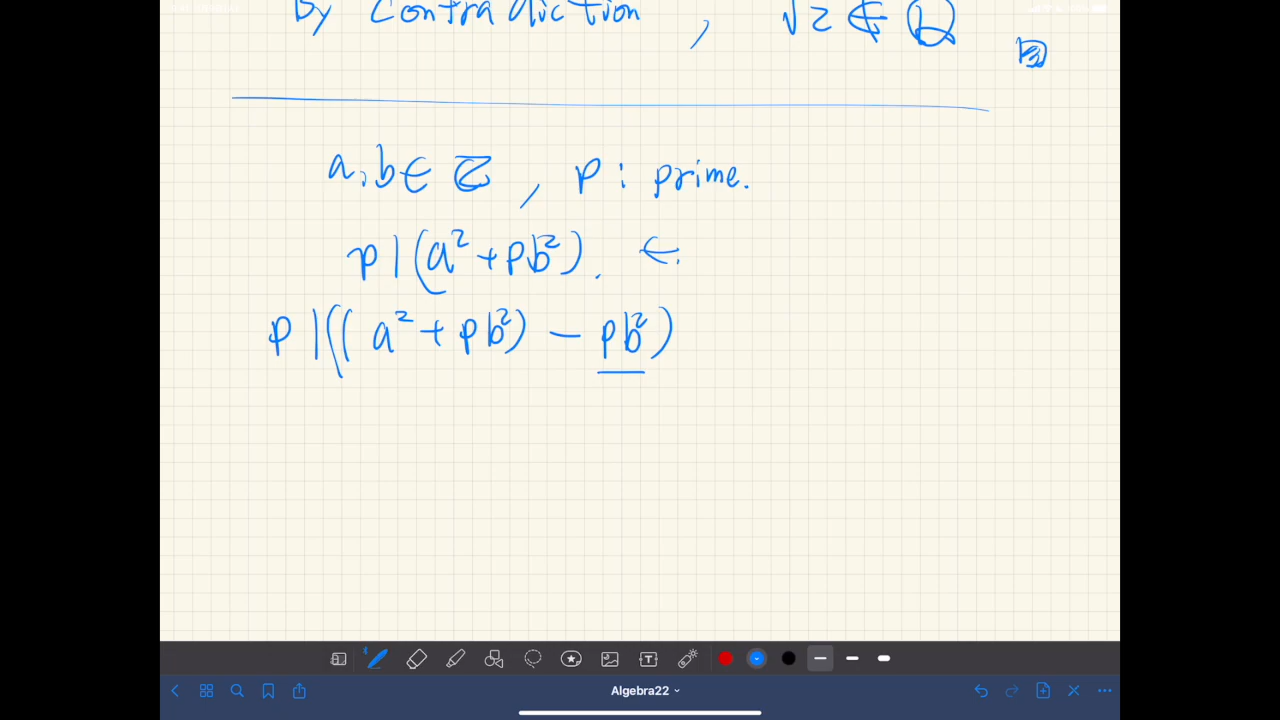 By Contradiction, √2 ∉ Q
a, b ∈ Z, p : prime.
p | (a² + pb²). ←
p | ((a² + pb²) − pb²)
T
Algebra22